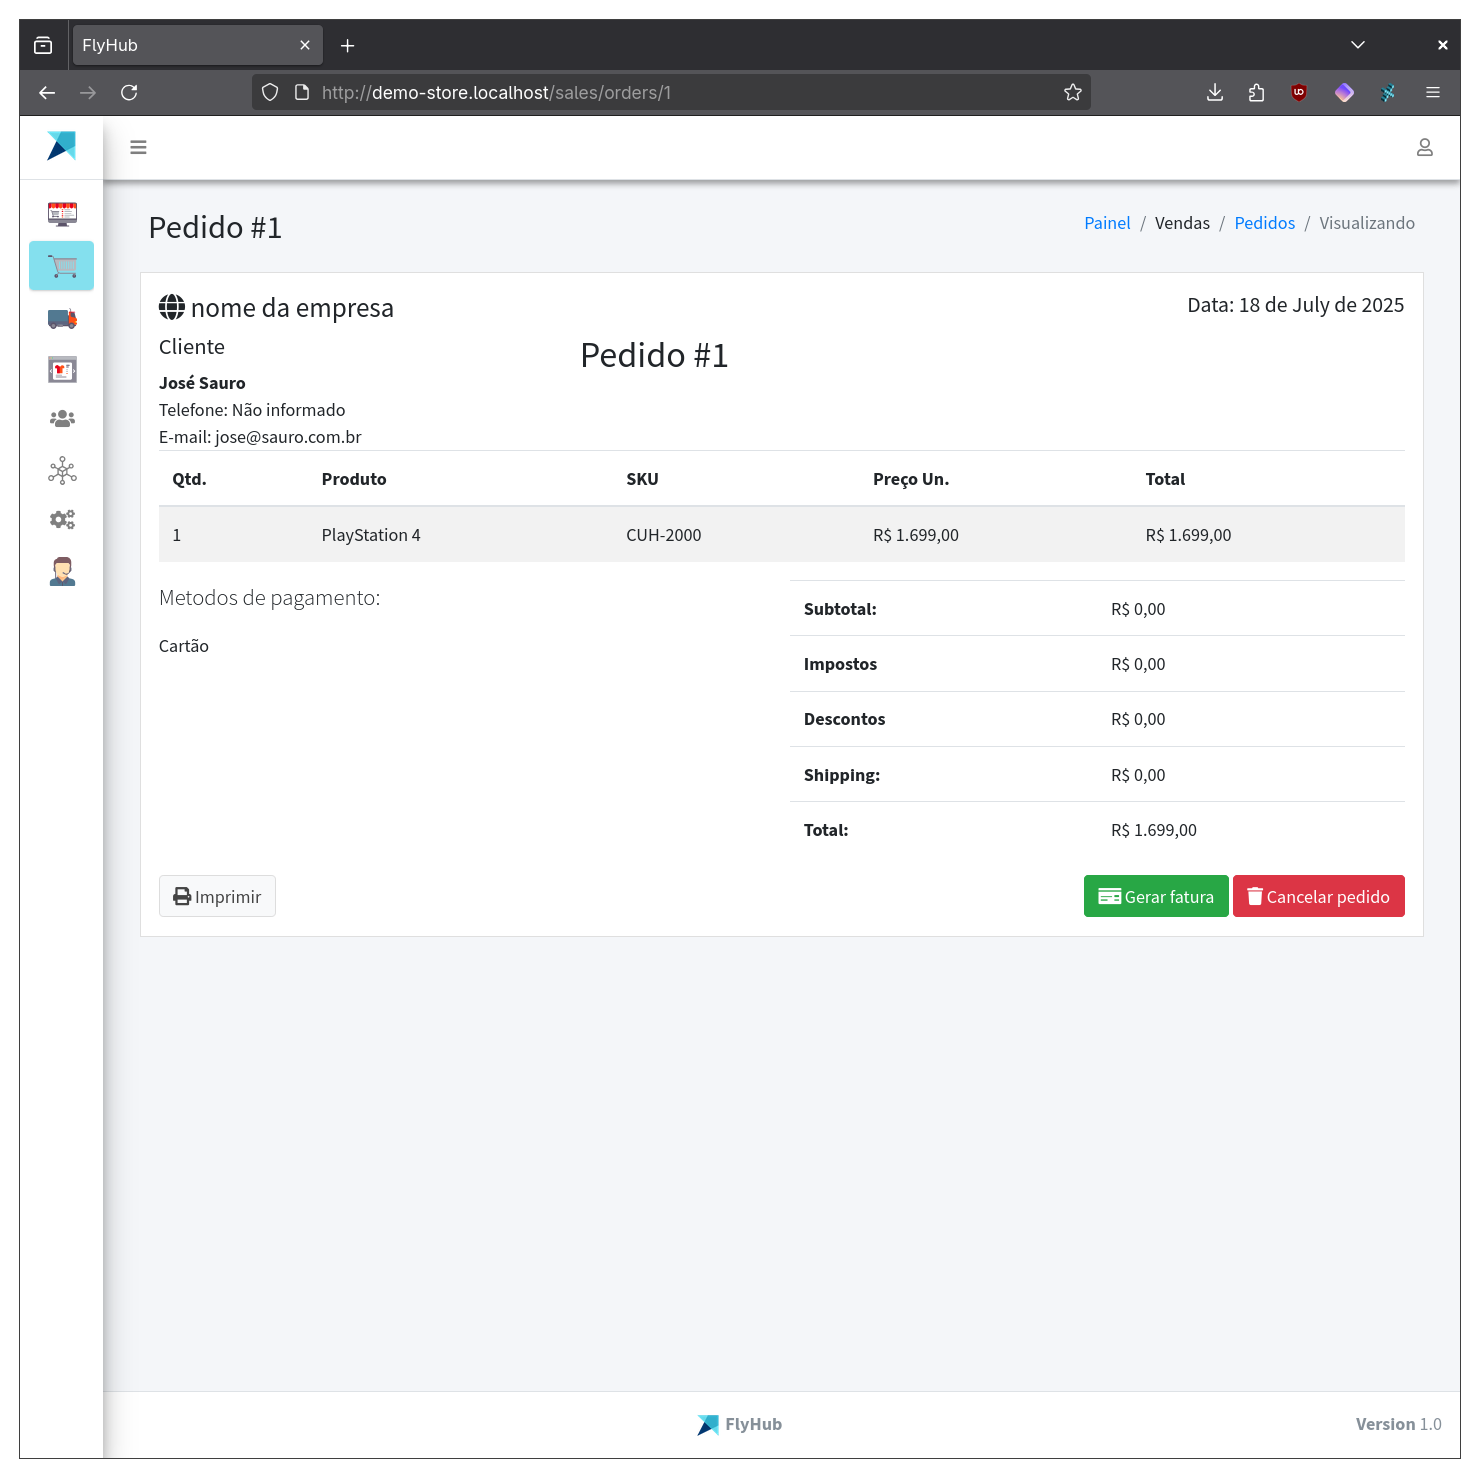 FlyHub
http://demo-store.localhost/sales/orders/1
Pedido #1
Painel / Vendas / Pedidos / Visualizando
nome da empresa
Data: 18 de July de 2025
Cliente
Pedido #1
José Sauro
Telefone: Não informado
E-mail: jose@sauro.com.br
Qtd. Produto SKU Preço Un. Total
1 PlayStation 4 CUH-2000 R$ 1.699,00 R$ 1.699,00
Metodos de pagamento:
Cartão
Subtotal: R$ 0,00
Impostos R$ 0,00
Descontos R$ 0,00
Shipping: R$ 0,00
Total: R$ 1.699,00
Imprimir
Gerar fatura
Cancelar pedido
FlyHub
Version 1.0